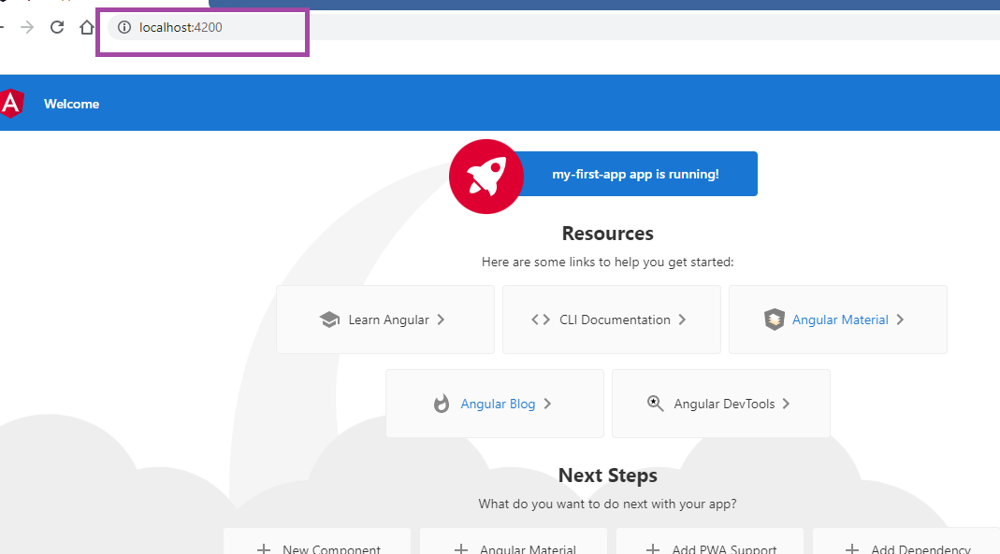 localhost:4200
Welcome
my-first-app app is running!
Resources
Here are some links to help you get started:
Learn Angular
CLI Documentation
Angular Material
Angular Blog
Angular DevTools
Next Steps
What do you want to do next with your app?
New Component
Angular Material
Add PWA Support
Add Dependency